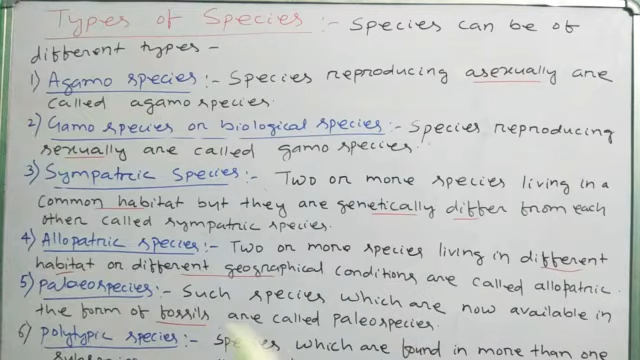 Types of Species :- Species can be of
different types -
1) Agamo species :- Species reproducing asexually are
called agamospecies.
2) Gamo species or biological species :- Species reproducing
sexually are called gamo species.
3) Sympatric Species :- Two or more species living in a
common habitat but they are genetically differ from each
other called sympatric species.
4) Allopatric species :- Two or more species living in different
habitat or different geographical conditions are called allopatric.
5) Palaeospecies :- Such species which are now available in
the form of fossils are called paleospecies.
6) Polytypic species :- Species which are found in more than one